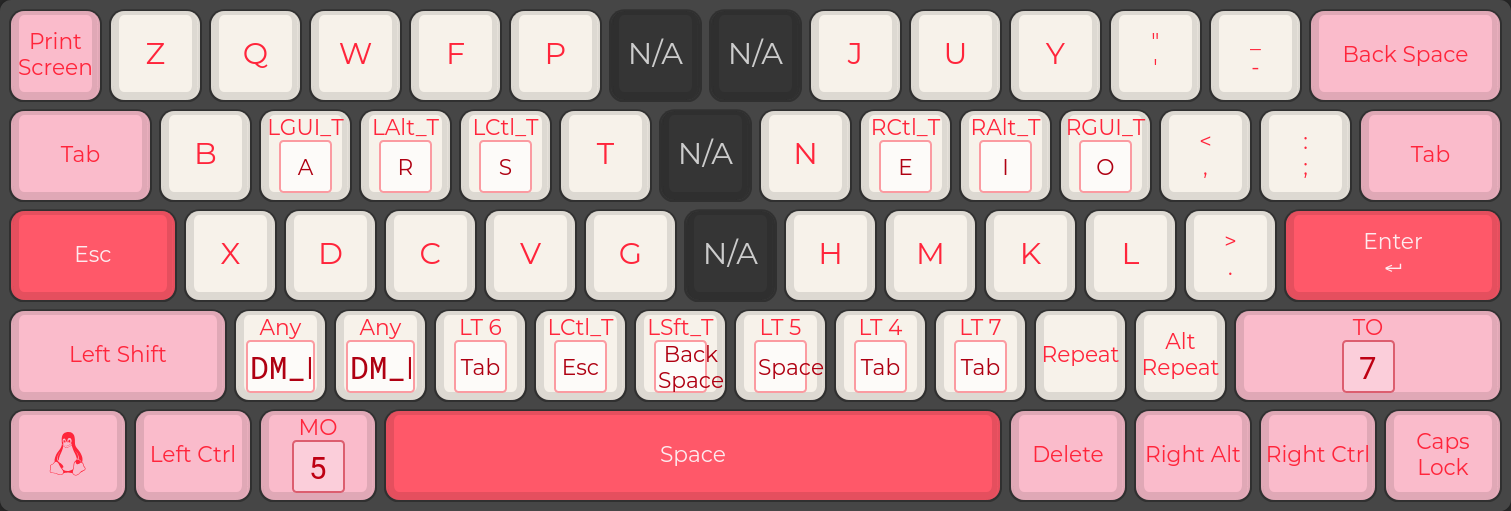 Print
Screen
Z
Q
W
F
P
N/A
N/A
J
U
Y
"
'
_
-
Back Space
Tab
B
LGUI_T
A
LAlt_T
R
LCtl_T
S
T
N/A
N
RCtl_T
E
RAlt_T
I
RGUI_T
O
<
,
:
;
Tab
Esc
X
D
C
V
G
N/A
H
M
K
L
>
.
Enter
↵
Left Shift
Any
DM_
Any
DM_
LT 6
Tab
LCtl_T
Esc
LSft_T
Back
Space
LT 5
Space
LT 4
Tab
LT 7
Tab
Repeat
Alt
Repeat
TO
7
Left Ctrl
MO
5
Space
Delete
Right Alt
Right Ctrl
Caps
Lock